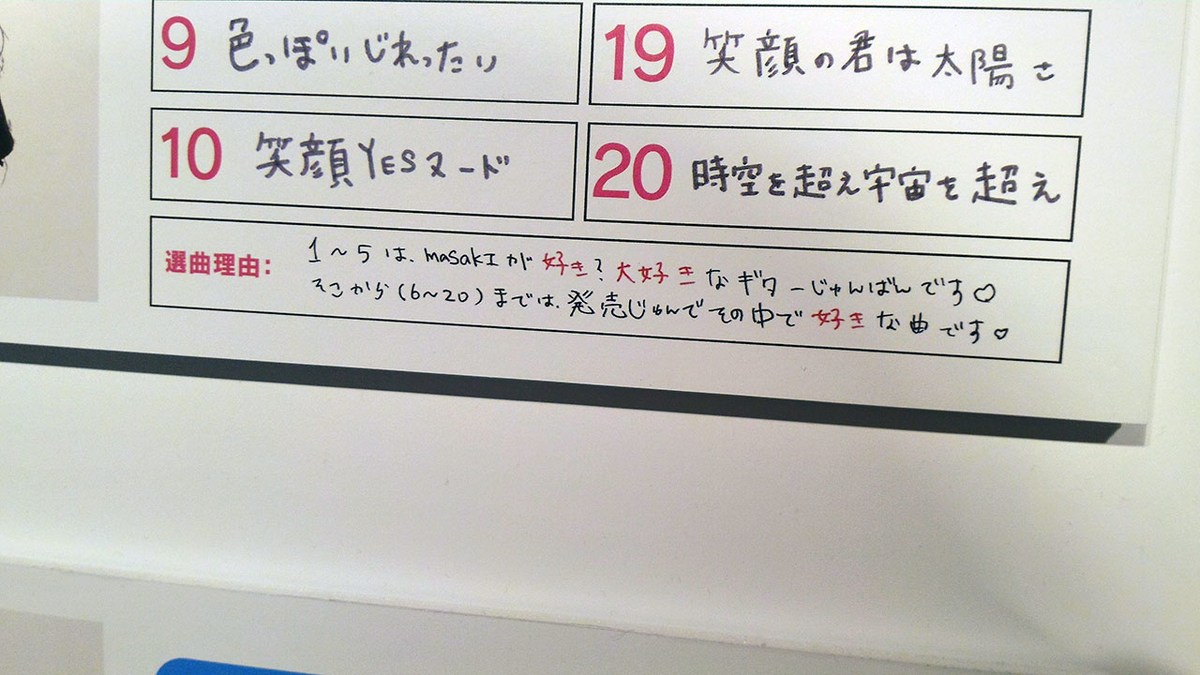 9 色っぽいじれったい
19 笑顔の君は太陽さ
10 笑顔YESヌード
20 時空を超え宇宙を超え
選曲理由: 1〜5は、masakIが好き?大好きなギターじゅんばんです♡
そこから(6〜20)までは、発売じゅんでその中で好きな曲です♡